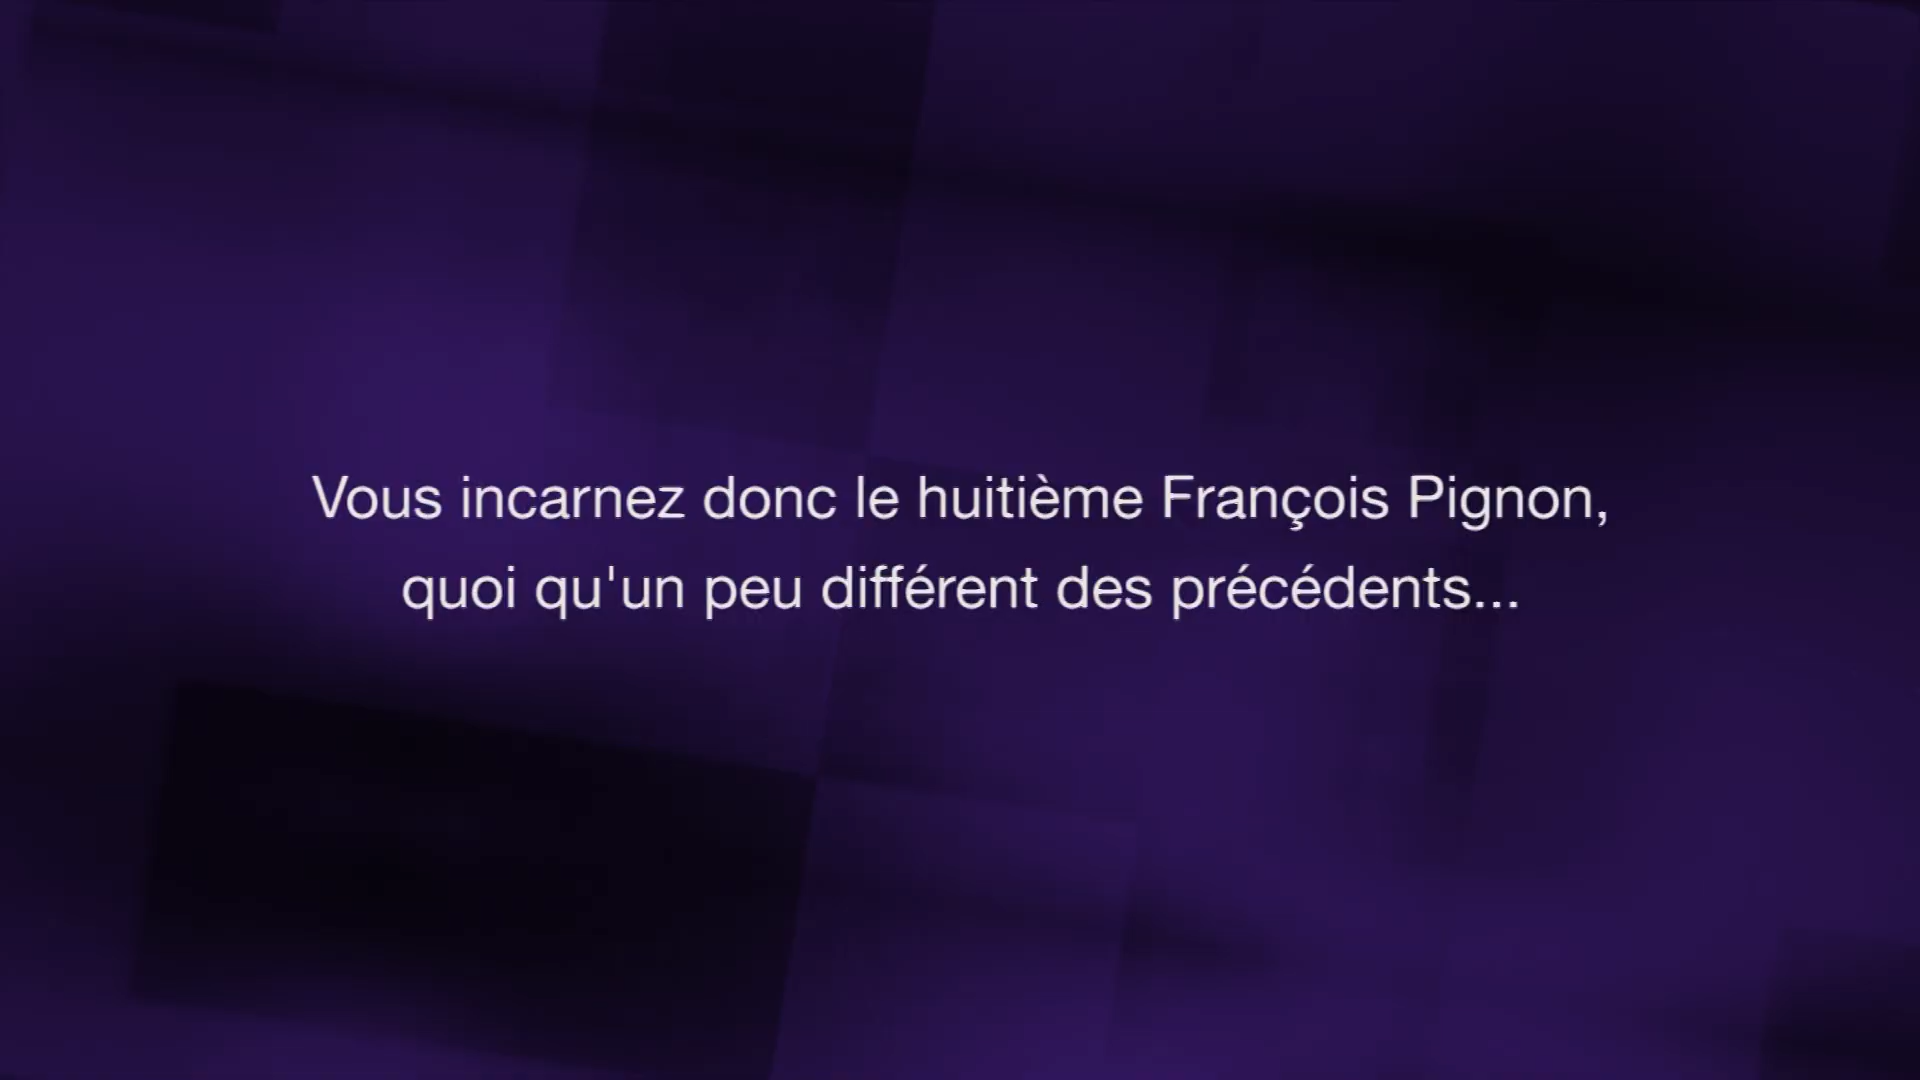 Vous incarnez donc le huitième François Pignon,
quoi qu'un peu différent des précédents...